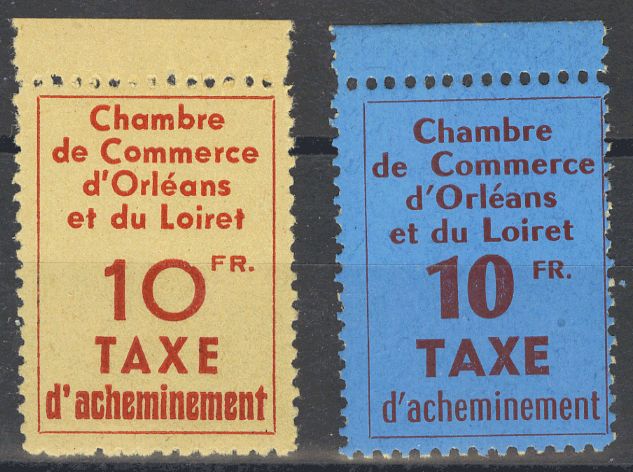 Chambre
de Commerce
d'Orléans
et du Loiret
10 FR.
TAXE
d'acheminement
Chambre
de Commerce
d'Orléans
et du Loiret
10 FR.
TAXE
d'acheminement